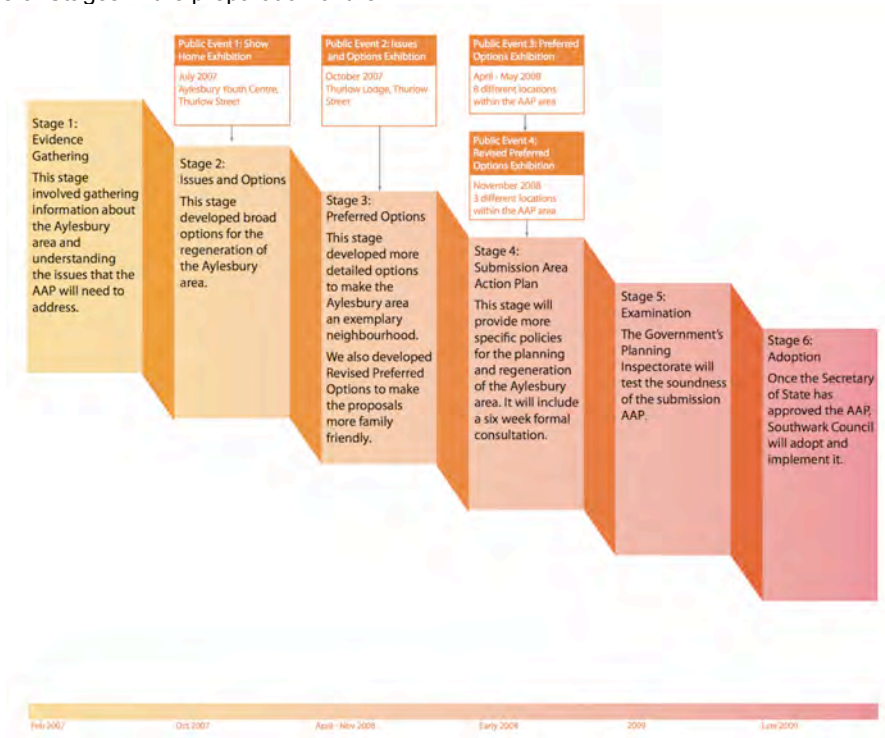 Public Event 1: Show
Home Exhibition
July 2007
Aylesbury Youth Centre,
Thurlow Street
Public Event 2: Issues
and Options Exhibtion
October 2007
Thurlow Lodge, Thurlow
Street
Public Event 3: Preferred
Options Exhibition
April - May 2008
8 different locations
within the AAP area
Public Event 4:
Revised Preferred
Options Exhibition
November 2008
3 different locations
within the AAP area
Stage 1:
Evidence
Gathering
This stage
involved gathering
information about
the Aylesbury
area and
understanding
the issues that the
AAP will need to
address.
Stage 2:
Issues and Options
This stage
developed broad
options for the
regeneration of
the Aylesbury
area.
Stage 3:
Preferred Options
This stage
developed more
detailed options
to make the
Aylesbury area
an exemplary
neighbourhood.
We also developed
Revised Preferred
Options to make
the proposals
more family
friendly.
Stage 4:
Submission Area
Action Plan
This stage will
provide more
specific policies
for the planning
and regeneration
of the Aylesbury
area. It will include
a six week formal
consultation.
Stage 5:
Examination
The Government's
Planning
Inspectorate will
test the soundness
of the submission
AAP.
Stage 6:
Adoption
Once the Secretary
of State has
approved the AAP,
Southwark Council
will adopt and
implement it.
Feb 2007
Oct 2007
April - Nov 2008
Early
2009
Late 2009